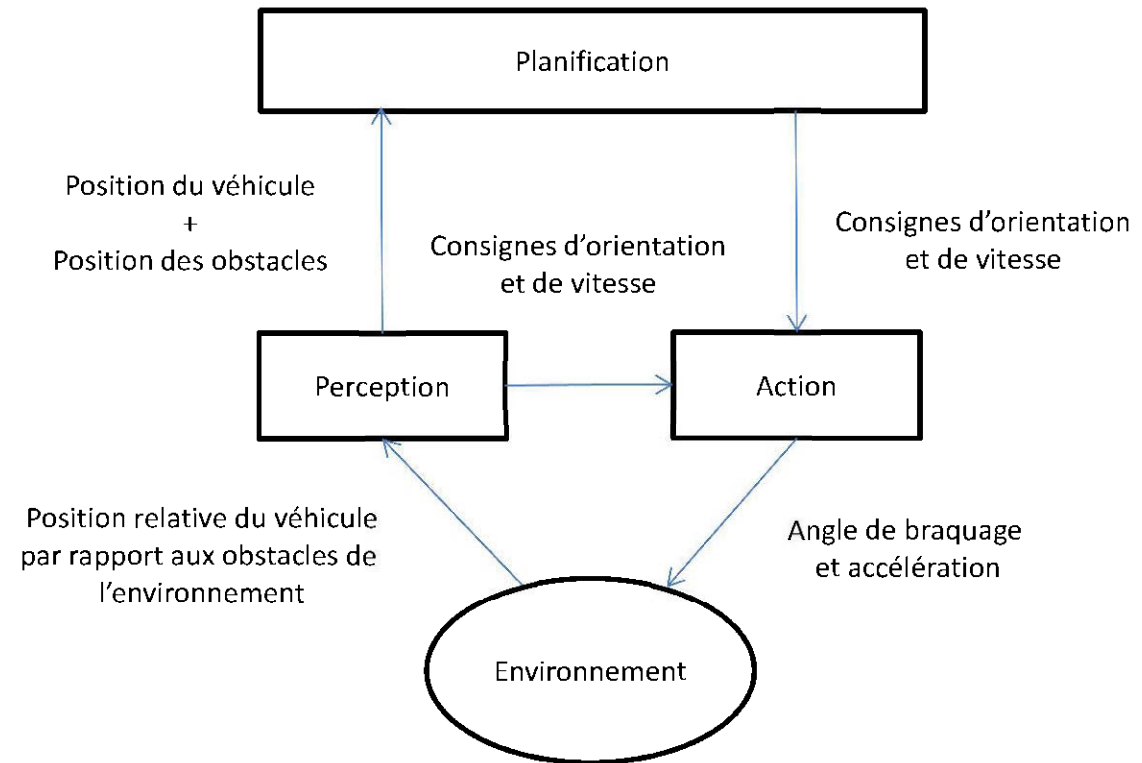 Planification
Position du véhicule
+
Position des obstacles
Consignes d'orientation
et de vitesse
Consignes d'orientation
et de vitesse
Perception
Action
Position relative du véhicule
par rapport aux obstacles de
l'environnement
Angle de braquage
et accélération
Environnement